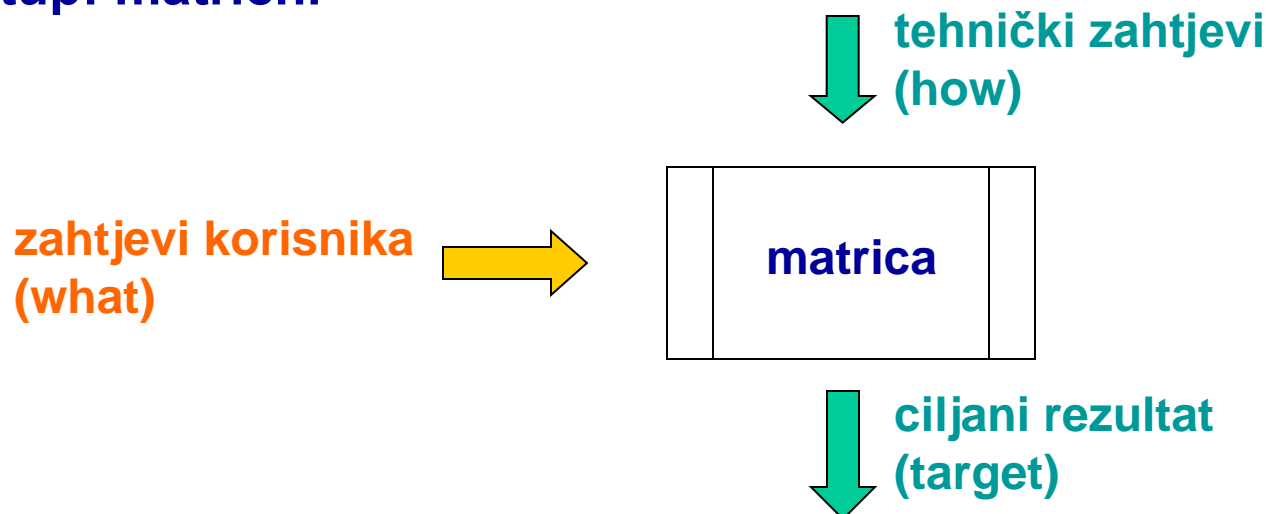 tehnički zahtjevi
(how)
zahtjevi korisnika
(what)
matrica
ciljani rezultat
(target)